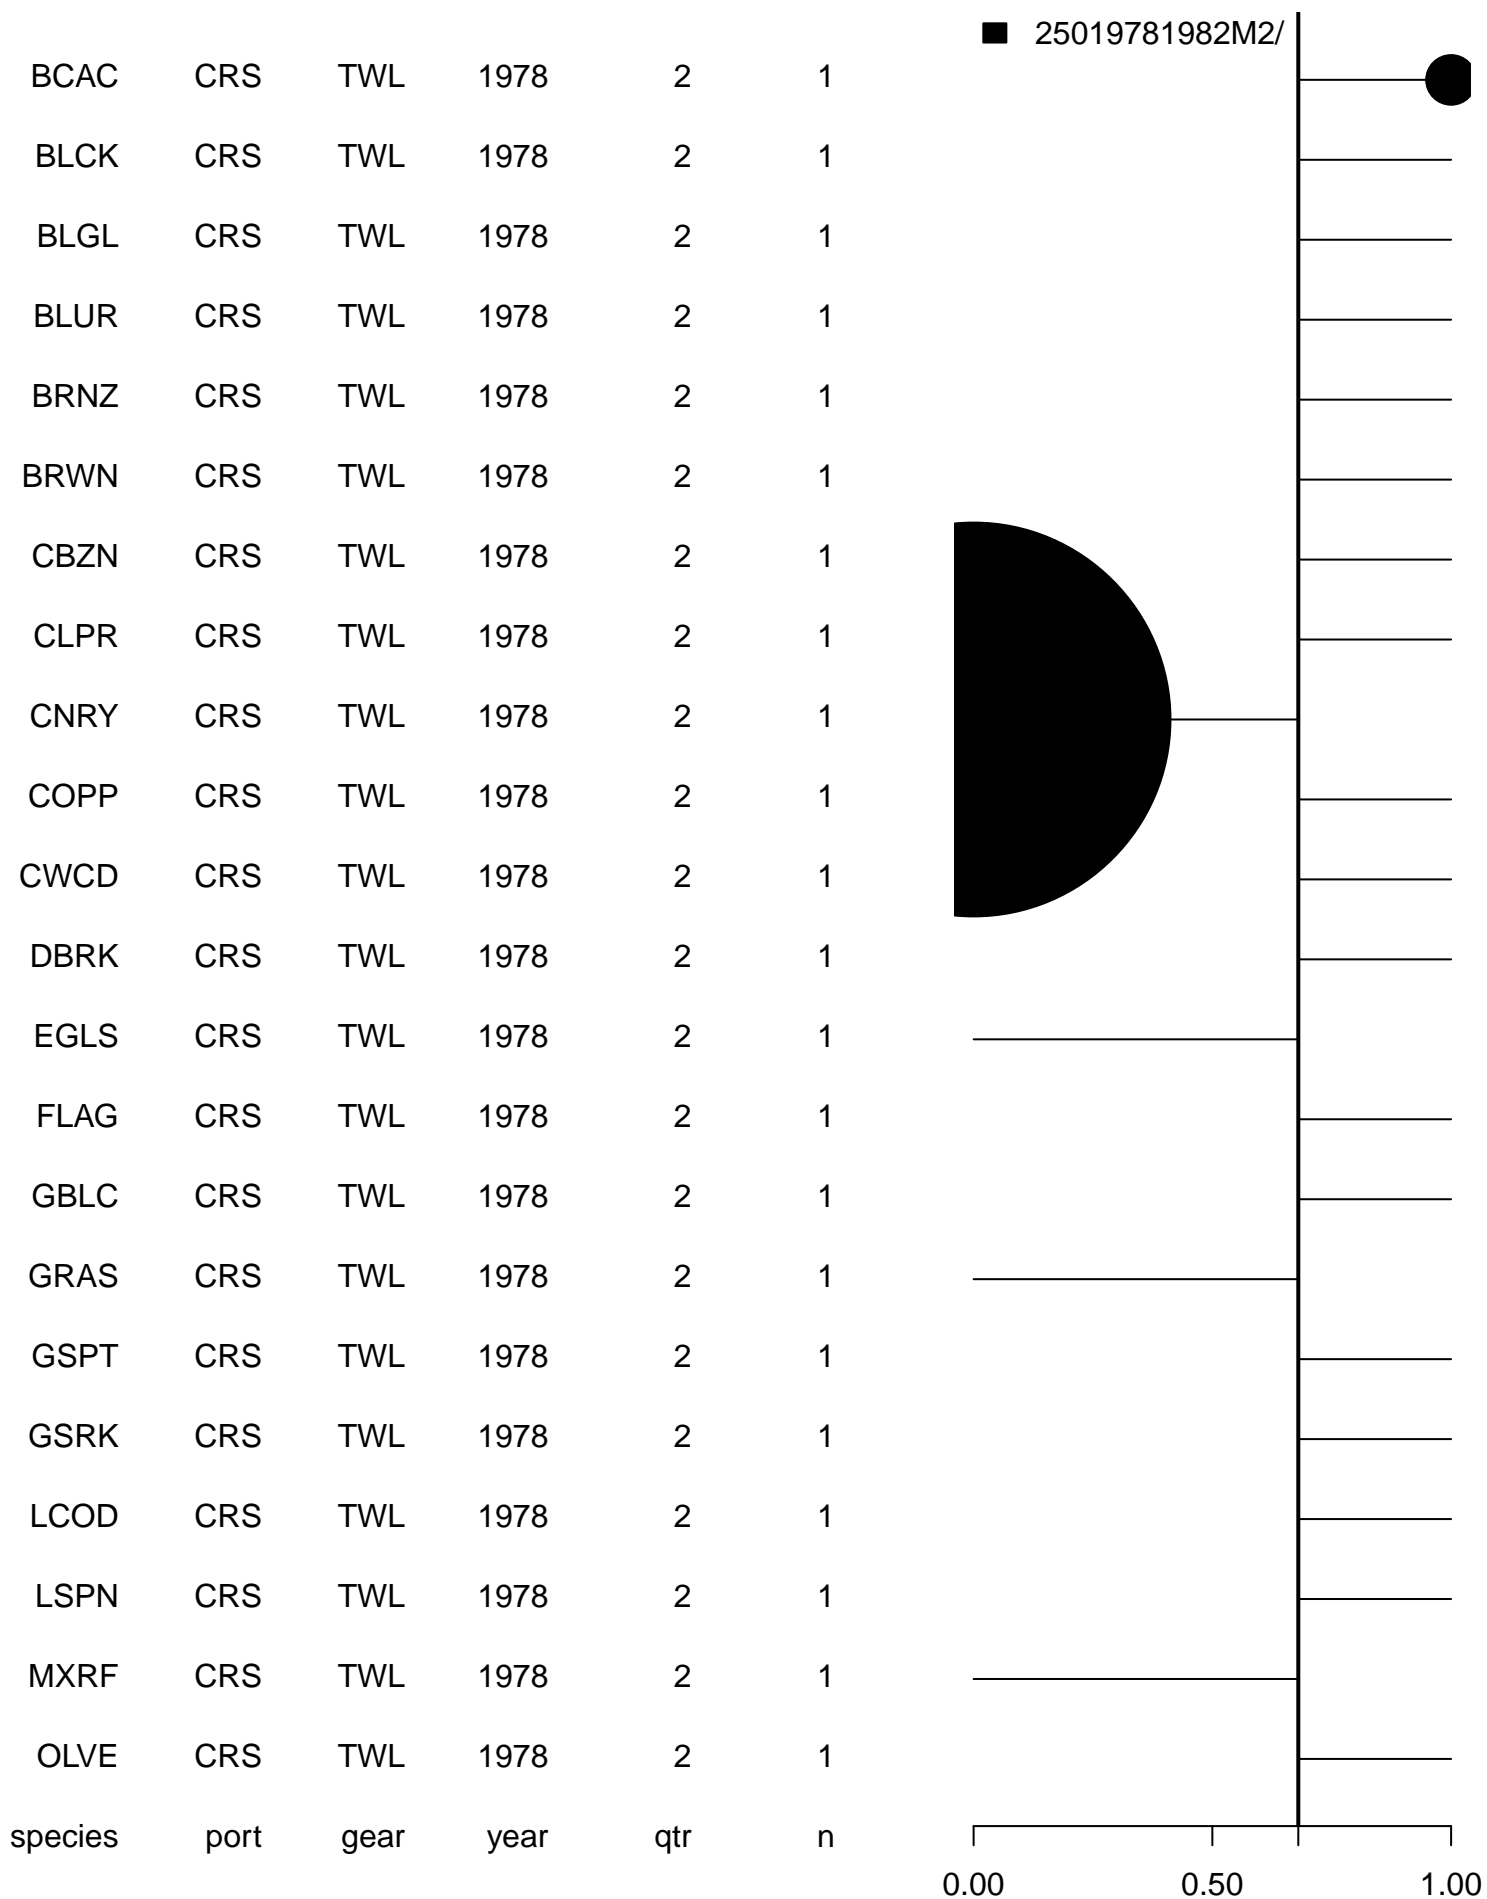 25019781982M2/
BCAC CRS TWL 1978 2 1
BLCK CRS TWL 1978 2 1
BLGL CRS TWL 1978 2 1
BLUR CRS TWL 1978 2 1
BRNZ CRS TWL 1978 2 1
BRWN CRS TWL 1978 2 1
CBZN CRS TWL 1978 2 1
CLPR CRS TWL 1978 2 1
CNRY CRS TWL 1978 2 1
COPP CRS TWL 1978 2 1
CWCD CRS TWL 1978 2 1
DBRK CRS TWL 1978 2 1
EGLS CRS TWL 1978 2 1
FLAG CRS TWL 1978 2 1
GBLC CRS TWL 1978 2 1
GRAS CRS TWL 1978 2 1
GSPT CRS TWL 1978 2 1
GSRK CRS TWL 1978 2 1
LCOD CRS TWL 1978 2 1
LSPN CRS TWL 1978 2 1
MXRF CRS TWL 1978 2 1
OLVE CRS TWL 1978 2 1
species port gear year qtr n
0.00 0.50 1.00